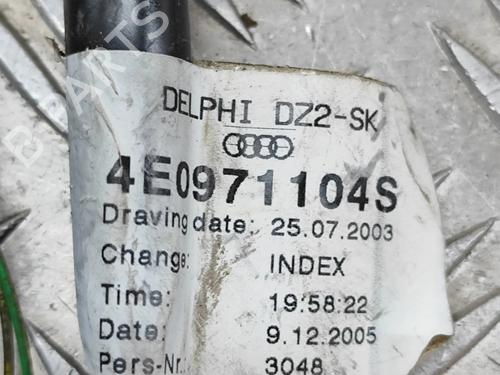 DELPHI DZ2-SK
4E0971104S
Draving date: 25.07.2003
Change: INDEX
Time: 19:58:22
Date: 9.12.2005
Pers-Nr.: 3048
B-PARTS